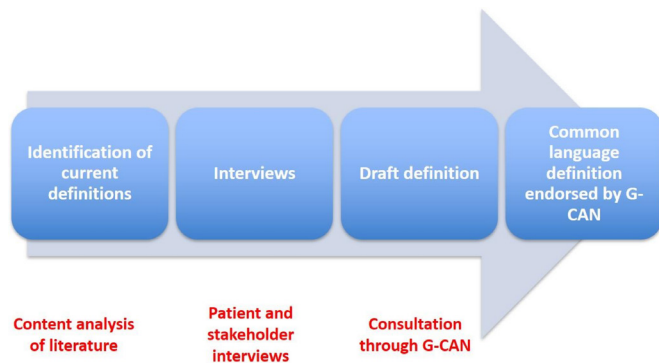 Identification of
current
definitions
Interviews
Draft definition
Common
language
definition
endorsed by G-
CAN
Content analysis
of literature
Patient and
stakeholder
interviews
Consultation
through G-CAN